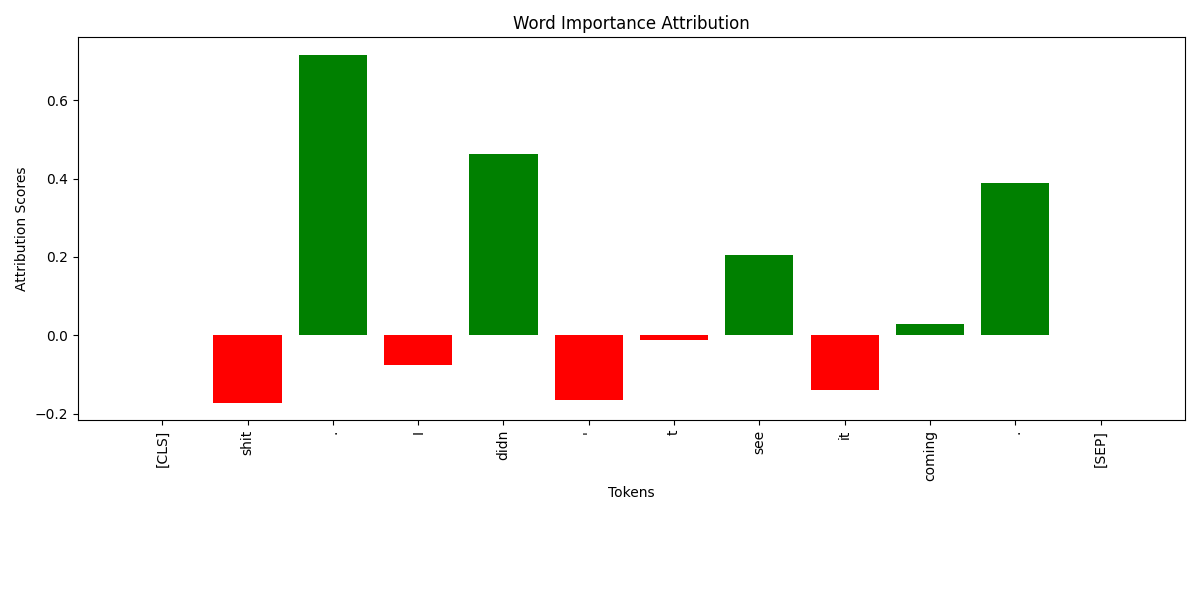 Word Importance Attribution
Attribution Scores
0.6
0.4
0.2
0.0
−0.2
[CLS]
shit
.
I
didn
'
t
see
it
coming
.
[SEP]
Tokens